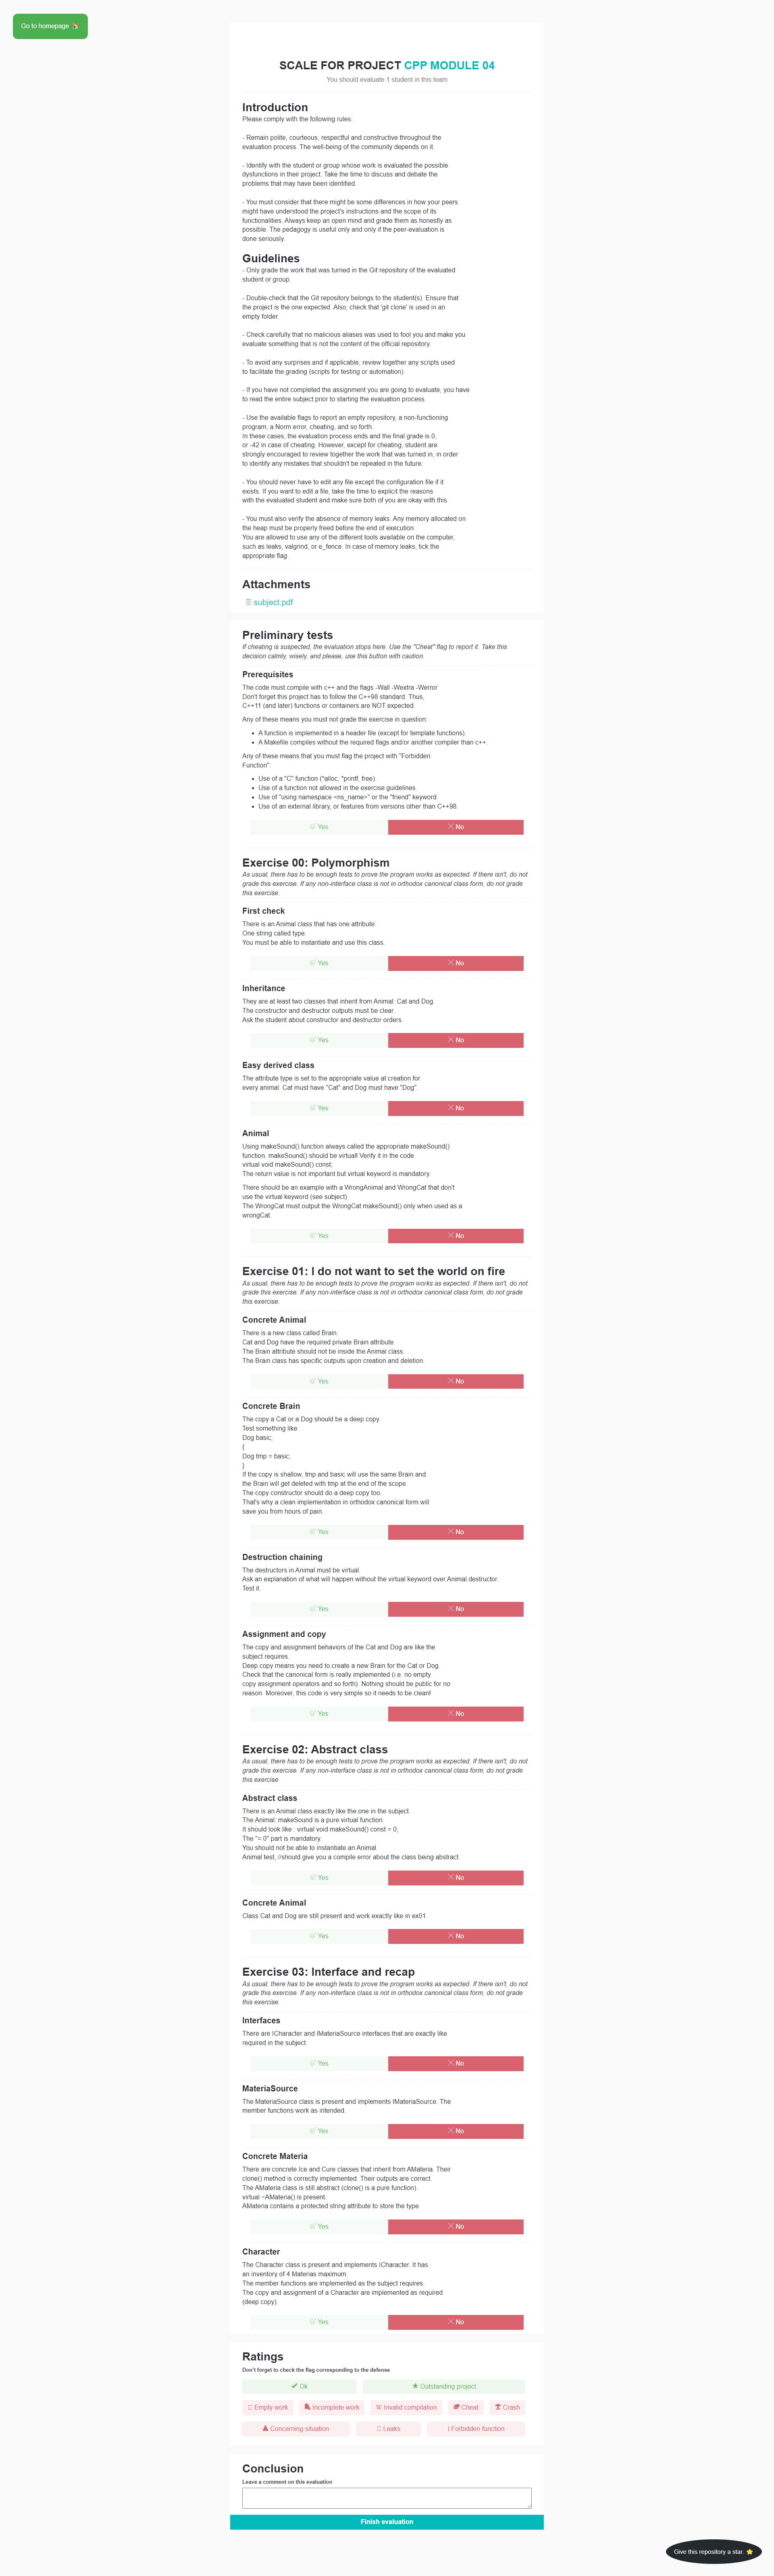 Go to homepage
SCALE FOR PROJECT CPP MODULE 04
You should evaluate 1 student in this team
Introduction
Please comply with the following rules:
- Remain polite, courteous, respectful and constructive throughout the
evaluation process. The well-being of the community depends on it.
- Identify with the student or group whose work is evaluated the possible
dysfunctions in their project. Take the time to discuss and debate the
problems that may have been identified.
- You must consider that there might be some differences in how your peers
might have understood the project's instructions and the scope of its
functionalities. Always keep an open mind and grade them as honestly as
possible. The pedagogy is useful only and only if the peer-evaluation is
done seriously.
Guidelines
- Only grade the work that was turned in the Git repository of the evaluated
student or group.
- Double-check that the Git repository belongs to the student(s). Ensure that
the project is the one expected. Also, check that 'git clone' is used in an
empty folder.
- Check carefully that no malicious aliases was used to fool you and make you
evaluate something that is not the content of the official repository.
- To avoid any surprises and if applicable, review together any scripts used
to facilitate the grading (scripts for testing or automation).
- If you have not completed the assignment you are going to evaluate, you have
to read the entire subject prior to starting the evaluation process.
- Use the available flags to report an empty repository, a non-functioning
program, a Norm error, cheating, and so forth.
In these cases, the evaluation process ends and the final grade is 0,
or -42 in case of cheating. However, except for cheating, student are
strongly encouraged to review together the work that was turned in, in order
to identify any mistakes that shouldn't be repeated in the future.
- You should never have to edit any file except the configuration file if it
exists. If you want to edit a file, take the time to explicit the reasons
with the evaluated student and make sure both of you are okay with this.
- You must also verify the absence of memory leaks. Any memory allocated on
the heap must be properly freed before the end of execution.
You are allowed to use any of the different tools available on the computer,
such as leaks, valgrind, or e_fence. In case of memory leaks, tick the
appropriate flag.
Attachments
subject.pdf
Preliminary tests
If cheating is suspected, the evaluation stops here. Use the "Cheat" flag to report it. Take this
decision calmly, wisely, and please, use this button with caution.
Prerequisites
The code must compile with c++ and the flags -Wall -Wextra -Werror
Don't forget this project has to follow the C++98 standard. Thus,
C++11 (and later) functions or containers are NOT expected.
Any of these means you must not grade the exercise in question:
• A function is implemented in a header file (except for template functions).
• A Makefile compiles without the required flags and/or another compiler than c++.
Any of these means that you must flag the project with "Forbidden
Function":
• Use of a "C" function (*alloc, *printf, free).
• Use of a function not allowed in the exercise guidelines.
• Use of "using namespace <ns_name>" or the "friend" keyword.
• Use of an external library, or features from versions other than C++98.
Yes No
Exercise 00: Polymorphism
As usual, there has to be enough tests to prove the program works as expected. If there isn't, do not
grade this exercise. If any non-interface class is not in orthodox canonical class form, do not grade
this exercise.
First check
There is an Animal class that has one attribute:
One string called type.
You must be able to instantiate and use this class.
Yes No
Inheritance
They are at least two classes that inherit from Animal: Cat and Dog.
The constructor and destructor outputs must be clear.
Ask the student about constructor and destructor orders.
Yes No
Easy derived class
The attribute type is set to the appropriate value at creation for
every animal. Cat must have "Cat" and Dog must have "Dog".
Yes No
Animal
Using makeSound() function always called the appropriate makeSound()
function. makeSound() should be virtual! Verify it in the code.
virtual void makeSound() const;
The return value is not important but virtual keyword is mandatory.
There should be an example with a WrongAnimal and WrongCat that don't
use the virtual keyword (see subject).
The WrongCat must output the WrongCat makeSound() only when used as a
wrongCat.
Yes No
Exercise 01: I do not want to set the world on fire
As usual, there has to be enough tests to prove the program works as expected. If there isn't, do not
grade this exercise. If any non-interface class is not in orthodox canonical class form, do not grade
this exercise.
Concrete Animal
There is a new class called Brain.
Cat and Dog have the required private Brain attribute.
The Brain attribute should not be inside the Animal class.
The Brain class has specific outputs upon creation and deletion.
Yes No
Concrete Brain
The copy a Cat or a Dog should be a deep copy.
Test something like:
Dog basic;
{
Dog tmp = basic;
}
If the copy is shallow, tmp and basic will use the same Brain and
the Brain will get deleted with tmp at the end of the scope.
The copy constructor should do a deep copy too.
That's why a clean implementation in orthodox canonical form will
save you from hours of pain.
Yes No
Destruction chaining
The destructors in Animal must be virtual.
Ask an explanation of what will happen without the virtual keyword over Animal destructor.
Test it.
Yes No
Assignment and copy
The copy and assignment behaviors of the Cat and Dog are like the
subject requires.
Deep copy means you need to create a new Brain for the Cat or Dog.
Check that the canonical form is really implemented (i.e. no empty
copy assignment operators and so forth). Nothing should be public for no
reason. Moreover, this code is very simple so it needs to be clean!
Yes No
Exercise 02: Abstract class
As usual, there has to be enough tests to prove the program works as expected. If there isn't, do not
grade this exercise. If any non-interface class is not in orthodox canonical class form, do not grade
this exercise.
Abstract class
There is an Animal class exactly like the one in the subject.
The Animal::makeSound is a pure virtual function.
It should look like : virtual void makeSound() const = 0;
The "= 0" part is mandatory.
You should not be able to instantiate an Animal.
Animal test; //should give you a compile error about the class being abstract
Yes No
Concrete Animal
Class Cat and Dog are still present and work exactly like in ex01.
Yes No
Exercise 03: Interface and recap
As usual, there has to be enough tests to prove the program works as expected. If there isn't, do not
grade this exercise. If any non-interface class is not in orthodox canonical class form, do not grade
this exercise.
Interfaces
There are ICharacter and IMateriaSource interfaces that are exactly like
required in the subject.
Yes No
MateriaSource
The MateriaSource class is present and implements IMateriaSource. The
member functions work as intended.
Yes No
Concrete Materia
There are concrete Ice and Cure classes that inherit from AMateria. Their
clone() method is correctly implemented. Their outputs are correct.
The AMateria class is still abstract (clone() is a pure function).
virtual ~AMateria() is present.
AMateria contains a protected string attribute to store the type.
Yes No
Character
The Character class is present and implements ICharacter. It has
an inventory of 4 Materias maximum.
The member functions are implemented as the subject requires.
The copy and assignment of a Character are implemented as required
(deep copy).
Yes No
Ratings
Don't forget to check the flag corresponding to the defense
Ok Outstanding project
Empty work Incomplete work Invalid compilation Cheat Crash
Concerning situation Leaks Forbidden function
Conclusion
Leave a comment on this evaluation
Finish evaluation
Give this repository a star.